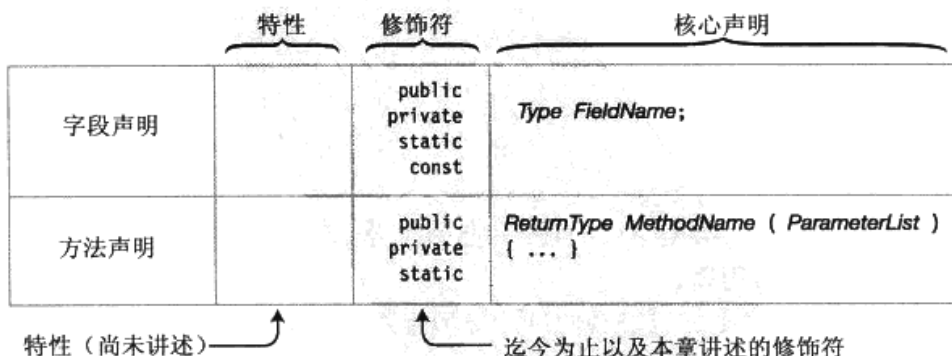 特性 修饰符 核心声明
字段声明
public
private
static
const
Type FieldName;
方法声明
public
private
static
ReturnType MethodName ( ParameterList )
{ ... }
特性（尚未讲述） 迄今为止以及本章讲述的修饰符